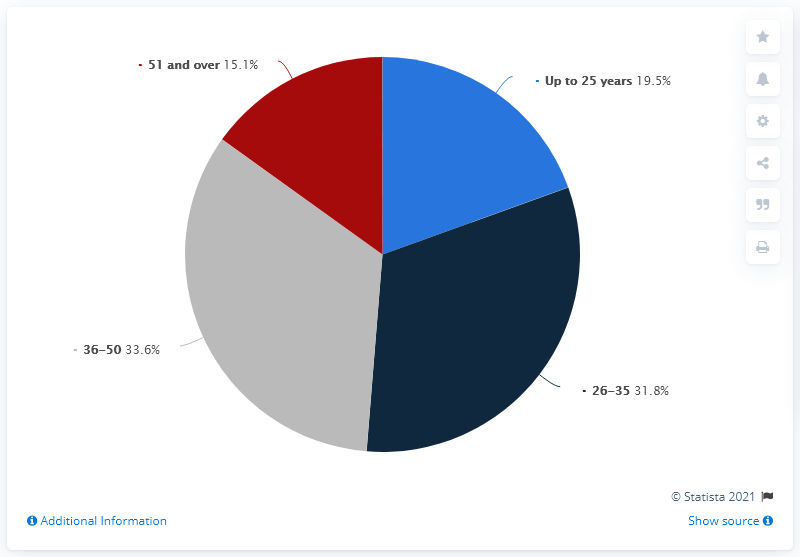 - 51 and over 15.1%
- Up to 25 years 19.5%
- 36–50 33.6%
- 26–35 31.8%
© Statista 2021
Additional Information
Show source